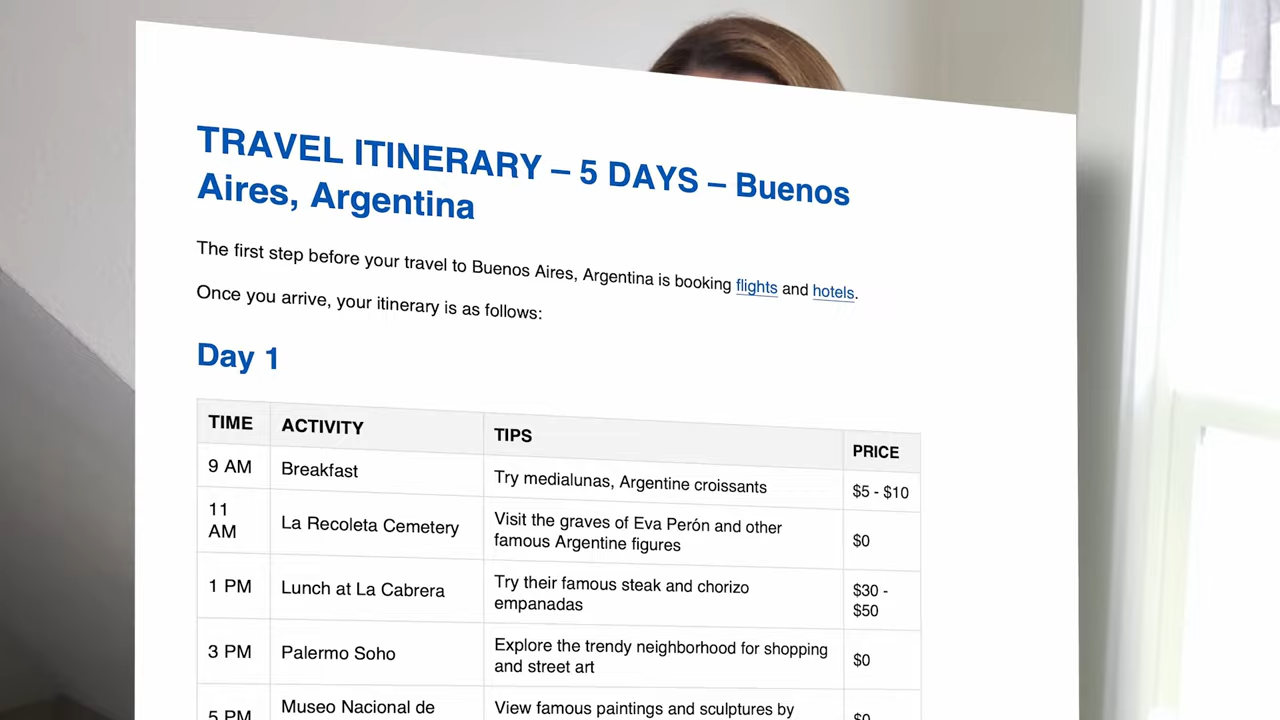 TRAVEL ITINERARY – 5 DAYS – Buenos
Aires, Argentina
The first step before your travel to Buenos Aires, Argentina is booking flights and hotels.
Once you arrive, your itinerary is as follows:
Day 1
TIME ACTIVITY TIPS PRICE
9 AM Breakfast Try medialunas, Argentine croissants $5 - $10
11
AM
La Recoleta Cemetery
Visit the graves of Eva Perón and other
famous Argentine figures
$0
1 PM
Lunch at La Cabrera
Try their famous steak and chorizo
empanadas
$30 -
$50
3 PM
Palermo Soho
Explore the trendy neighborhood for shopping
and street art
$0
5 PM
Museo Nacional de
View famous paintings and sculptures by
$0